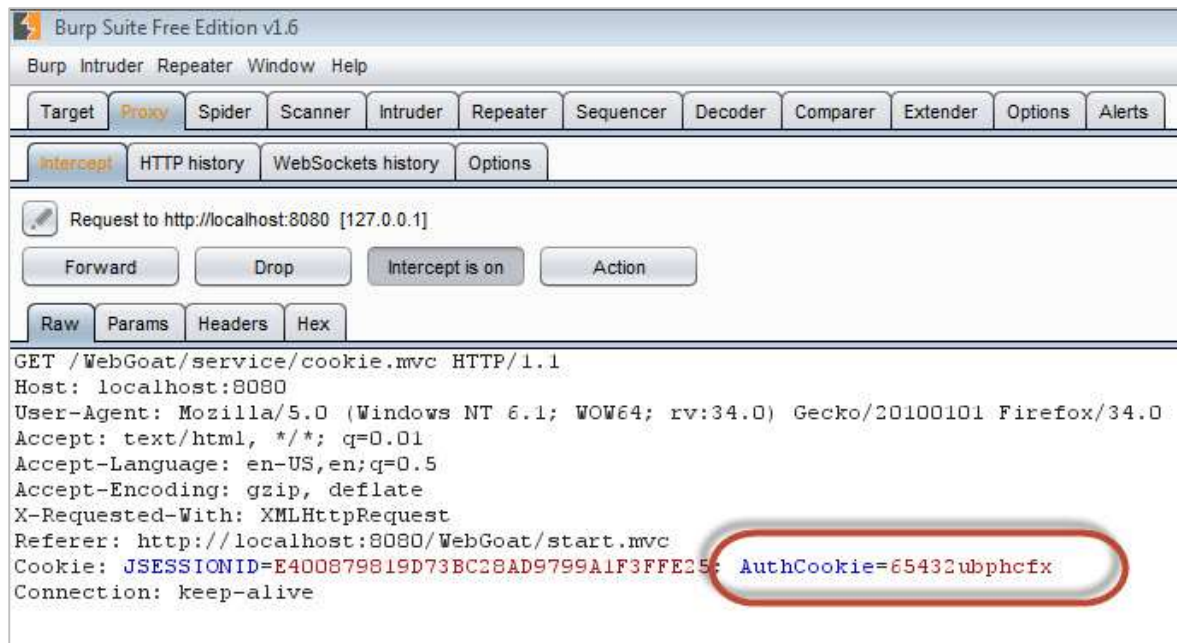 Burp Suite Free Edition v1.6
Burp Intruder Repeater Window Help
Target Proxy Spider Scanner Intruder Repeater Sequencer Decoder Comparer Extender Options Alerts
Intercept HTTP history WebSockets history Options
Request to http://localhost:8080 [127.0.0.1]
Forward Drop Intercept is on Action
Raw Params Headers Hex
GET /WebGoat/service/cookie.mvc HTTP/1.1
Host: localhost:8080
User-Agent: Mozilla/5.0 (Windows NT 6.1; WOW64; rv:34.0) Gecko/20100101 Firefox/34.0
Accept: text/html, */*; q=0.01
Accept-Language: en-US,en;q=0.5
Accept-Encoding: gzip, deflate
X-Requested-With: XMLHttpRequest
Referer: http://localhost:8080/WebGoat/start.mvc
Cookie: JSESSIONID=E400879819D73BC28AD9799A1F3FFE25; AuthCookie=65432ubphcfx
Connection: keep-alive